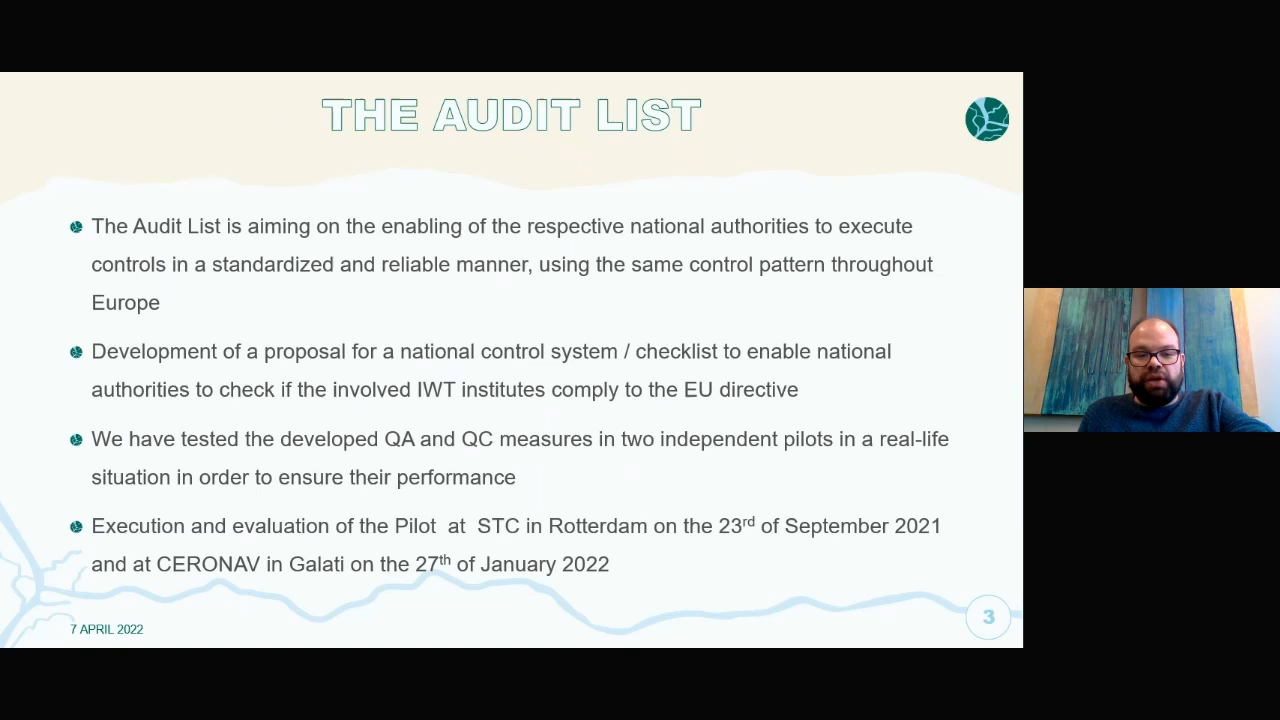 THE AUDIT LIST
The Audit List is aiming on the enabling of the respective national authorities to execute
controls in a standardized and reliable manner, using the same control pattern throughout
Europe
Development of a proposal for a national control system / checklist to enable national
authorities to check if the involved IWT institutes comply to the EU directive
We have tested the developed QA and QC measures in two independent pilots in a real-life
situation in order to ensure their performance
Execution and evaluation of the Pilot at STC in Rotterdam on the 23rd of September 2021
and at CERONAV in Galati on the 27th of January 2022
7 APRIL 2022
3